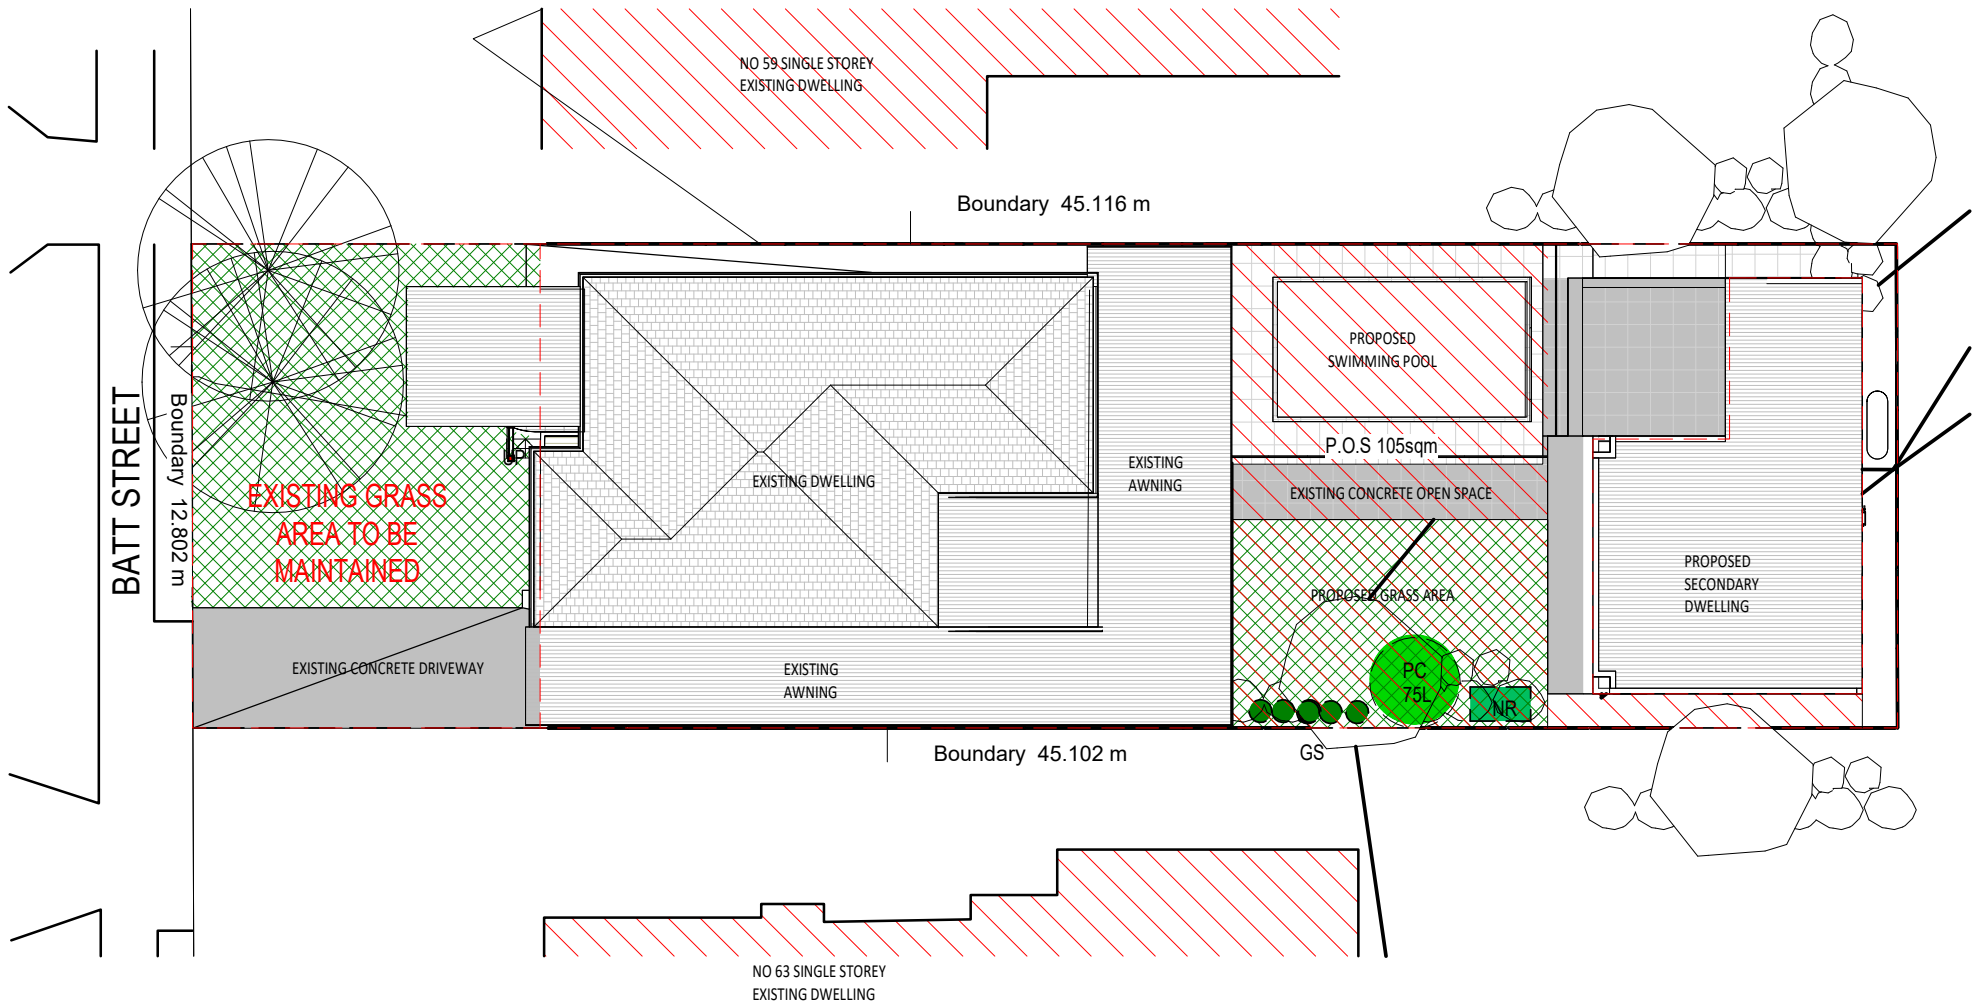 NO 59 SINGLE STOREY
EXISTING DWELLING
Boundary 45.116 m
BATT STREET
Boundary 12.802 m
EXISTING GRASS
AREA TO BE
MAINTAINED
EXISTING CONCRETE DRIVEWAY
EXISTING DWELLING
EXISTING
AWNING
EXISTING
AWNING
PROPOSED
SWIMMING POOL
P.O.S 105sqm
EXISTING CONCRETE OPEN SPACE
PROPOSED GRASS AREA
PC
75L
NR
GS
PROPOSED
SECONDARY
DWELLING
Boundary 45.102 m
NO 63 SINGLE STOREY
EXISTING DWELLING